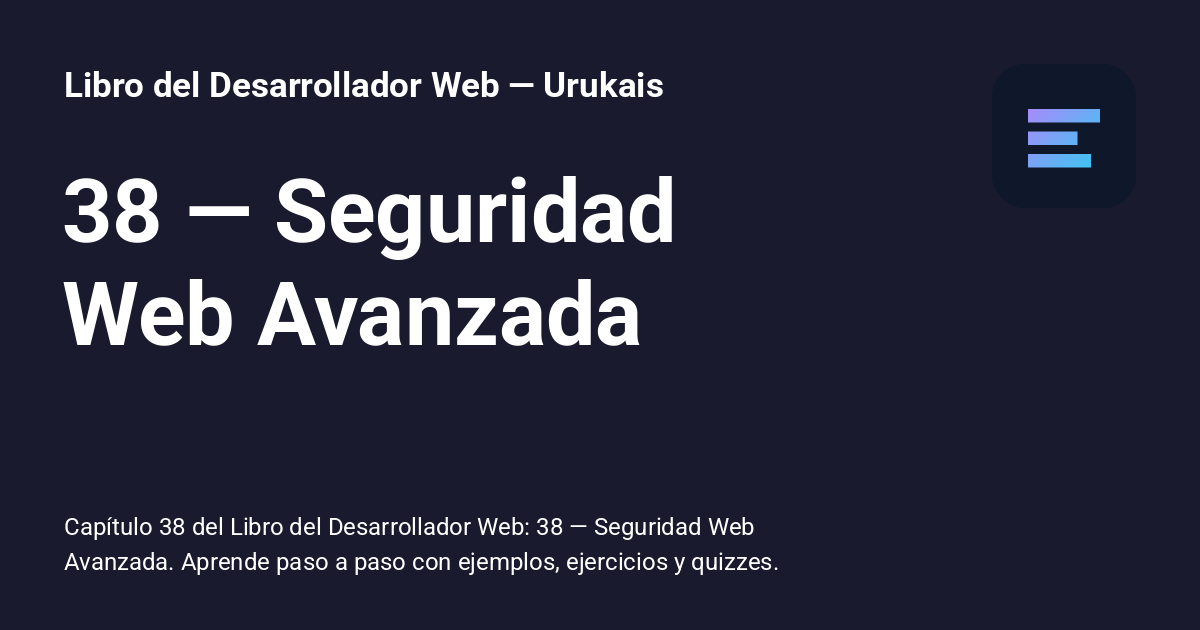 Libro del Desarrollador Web — Urukais
38 — Seguridad
Web Avanzada
Capítulo 38 del Libro del Desarrollador Web: 38 — Seguridad Web
Avanzada. Aprende paso a paso con ejemplos, ejercicios y quizzes.